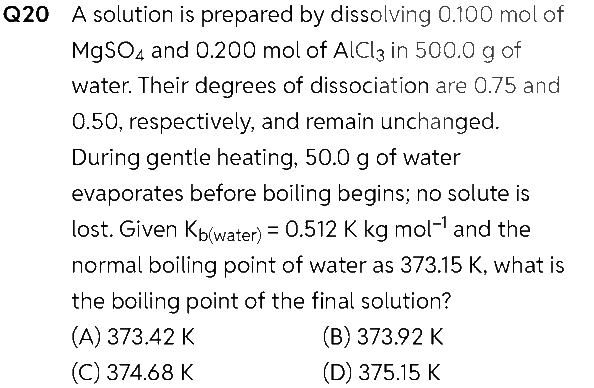 Q20 A solution is prepared by dissolving 0.100 mol of
MgSO₄ and 0.200 mol of AlCl₃ in 500.0 g of
water. Their degrees of dissociation are 0.75 and
0.50, respectively, and remain unchanged.
During gentle heating, 50.0 g of water
evaporates before boiling begins; no solute is
lost. Given Kb(water) = 0.512 K kg mol⁻¹ and the
normal boiling point of water as 373.15 K, what is
the boiling point of the final solution?
(A) 373.42 K (B) 373.92 K
(C) 374.68 K (D) 375.15 K